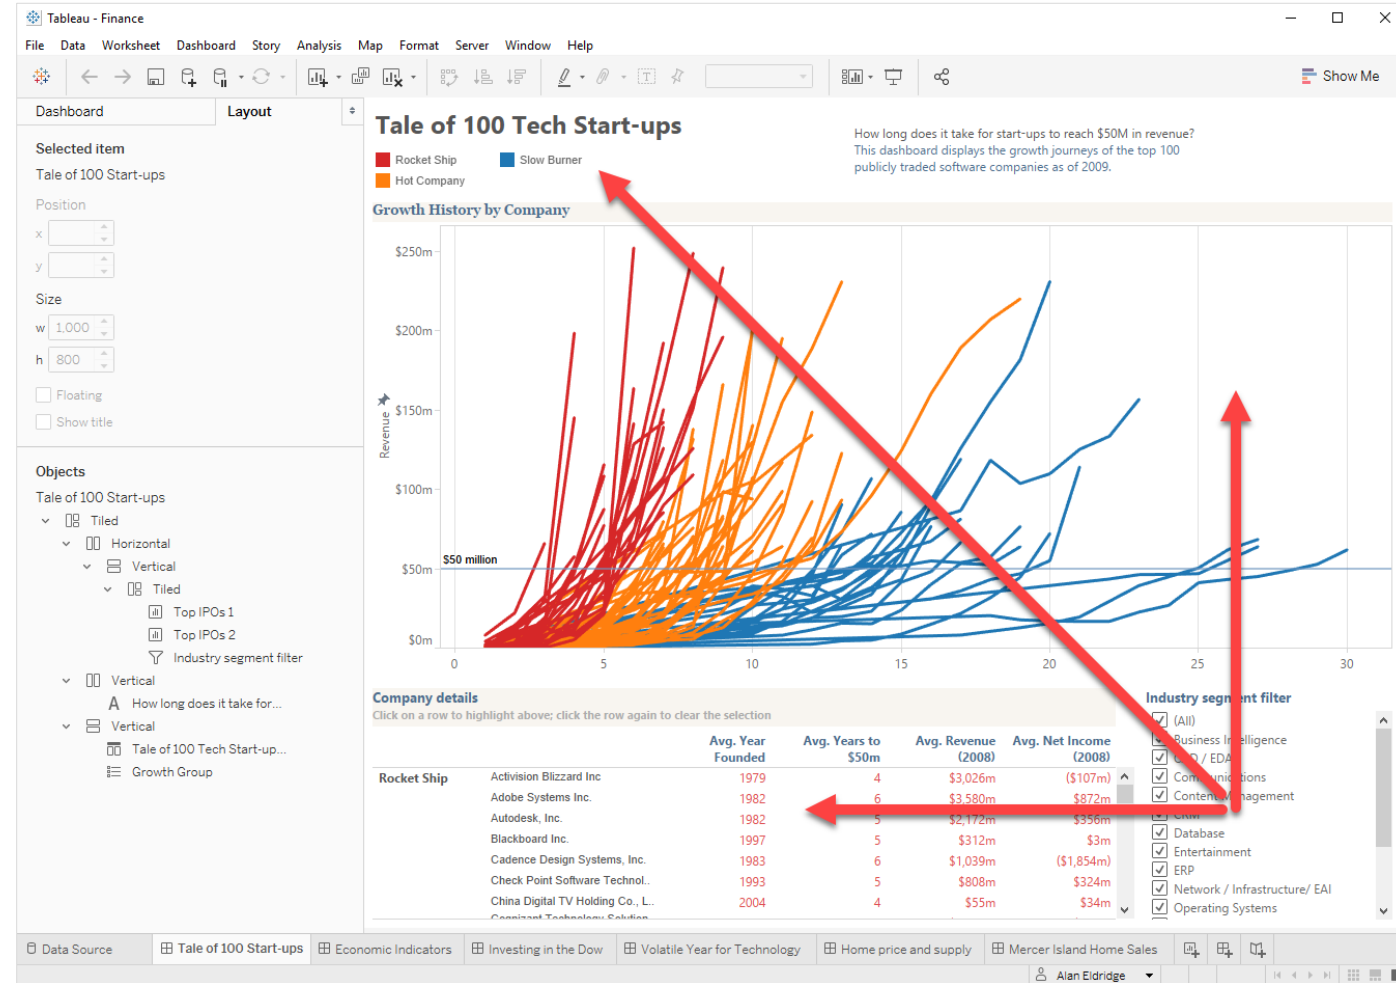 Tableau - Finance
File Data Worksheet Dashboard Story Analysis Map Format Server Window Help
Show Me
Dashboard Layout
Selected item
Tale of 100 Start-ups
Position
x
y
Size
w 1,000
h 800
Floating
Show title
Objects
Tale of 100 Start-ups
Tiled
Horizontal
Vertical
Tiled
Top IPOs 1
Top IPOs 2
Industry segment filter
Vertical
A How long does it take for...
Vertical
Tale of 100 Tech Start-up...
Growth Group
Tale of 100 Tech Start-ups
Rocket Ship Slow Burner
Hot Company
How long does it take for start-ups to reach $50M in revenue?
This dashboard displays the growth journeys of the top 100
publicly traded software companies as of 2009.
Growth History by Company
$250m
$200m
$150m
$100m
$50m
$0m
Revenue
$50 million
0 5 10 15 20 25 30
Company details
Click on a row to highlight above; click the row again to clear the selection
Avg. Year Founded Avg. Years to $50m Avg. Revenue (2008) Avg. Net Income (2008)
Rocket Ship Activision Blizzard Inc 1979 4 $3,026m ($107m)
Adobe Systems Inc. 1982 6 $3,580m $872m
Autodesk, Inc. 1982 5 $2,172m $356m
Blackboard Inc. 1997 5 $312m $3m
Cadence Design Systems, Inc. 1983 6 $1,039m ($1,854m)
Check Point Software Technol.. 1993 5 $808m $324m
China Digital TV Holding Co., L.. 2004 4 $55m $34m
Industry segment filter
(All)
Business Intelligence
/ EDA
Communications
Content Management
CRM
Database
Entertainment
ERP
Network / Infrastructure/ EAI
Operating Systems
Data Source Tale of 100 Start-ups Economic Indicators Investing in the Dow Volatile Year for Technology Home price and supply Mercer Island Home Sales
Alan Eldridge